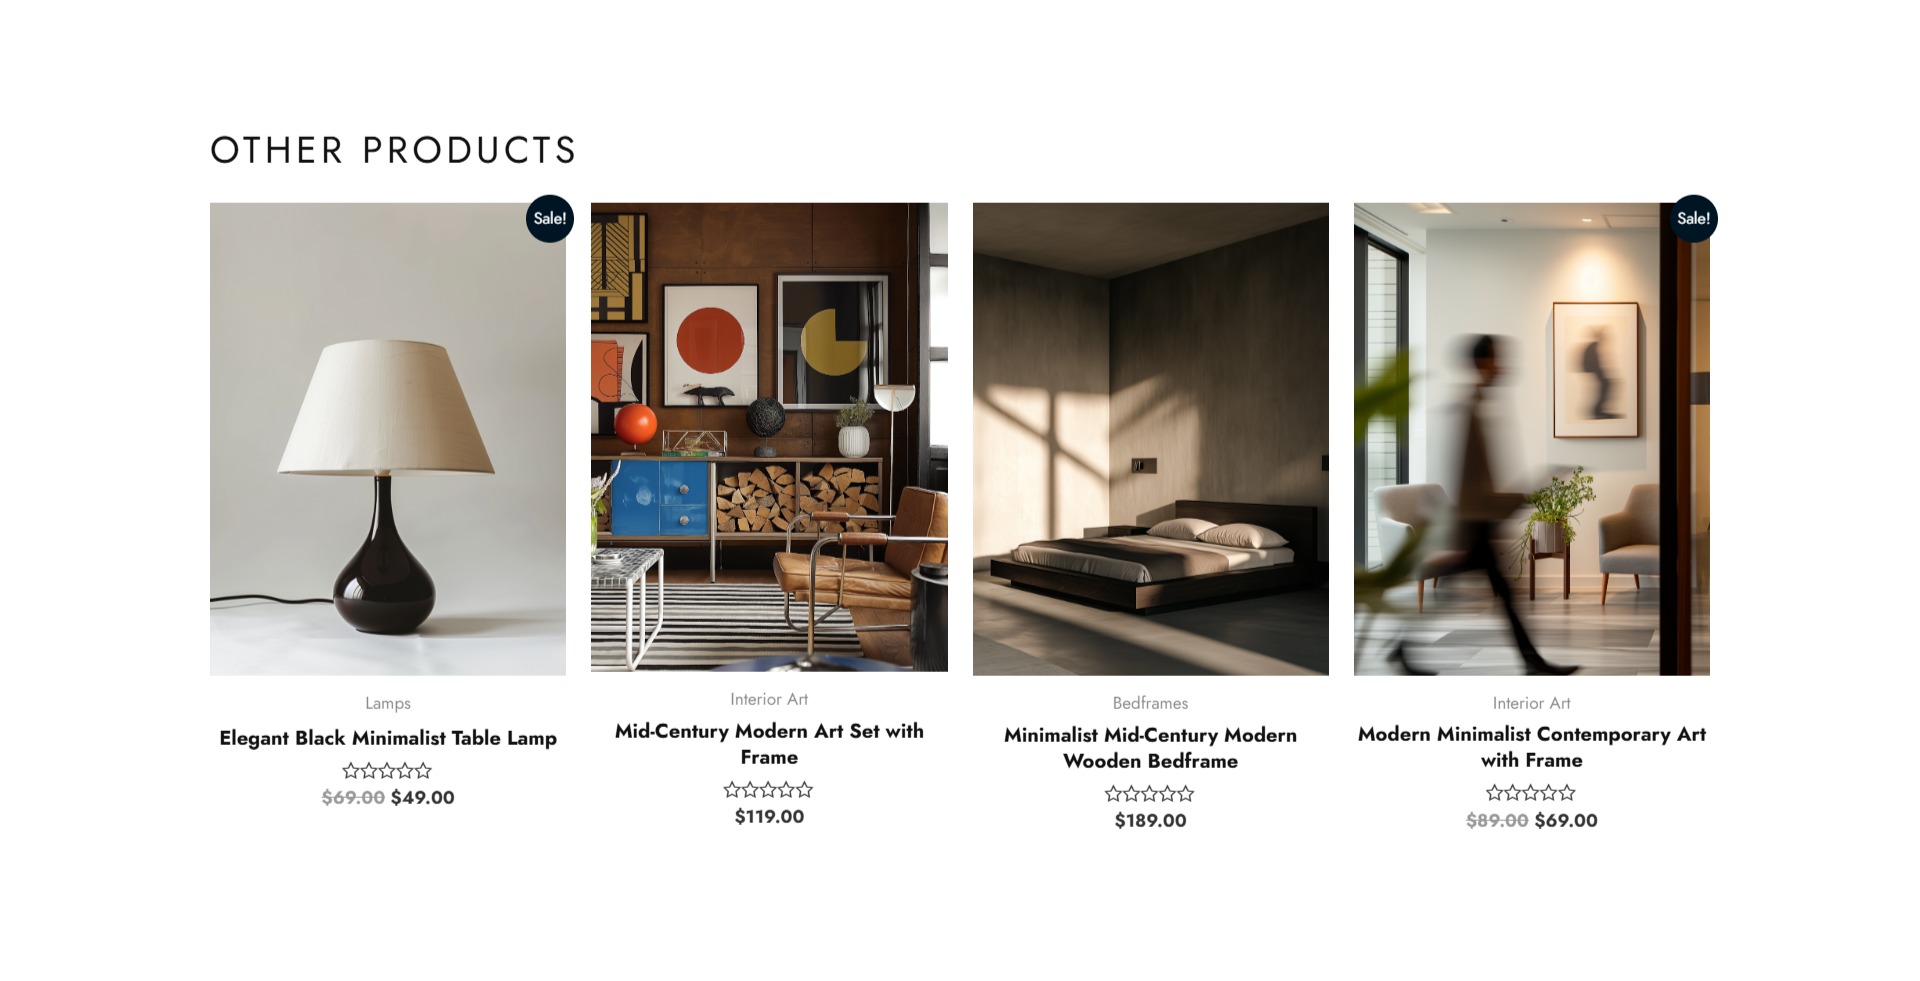 OTHER PRODUCTS
Sale!
Lamps
Elegant Black Minimalist Table Lamp
$69.00 $49.00
Interior Art
Mid-Century Modern Art Set with
Frame
$119.00
Bedframes
Minimalist Mid-Century Modern
Wooden Bedframe
$189.00
Sale!
Interior Art
Modern Minimalist Contemporary Art
with Frame
$89.00 $69.00